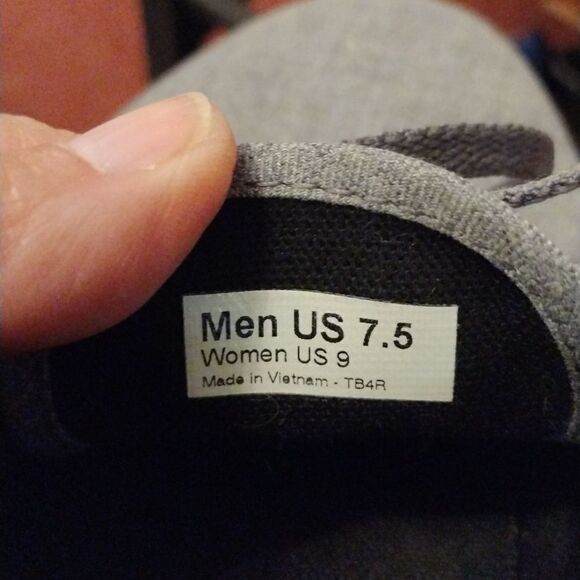 Men US 7.5
Women US 9
Made in Vietnam - TB4R